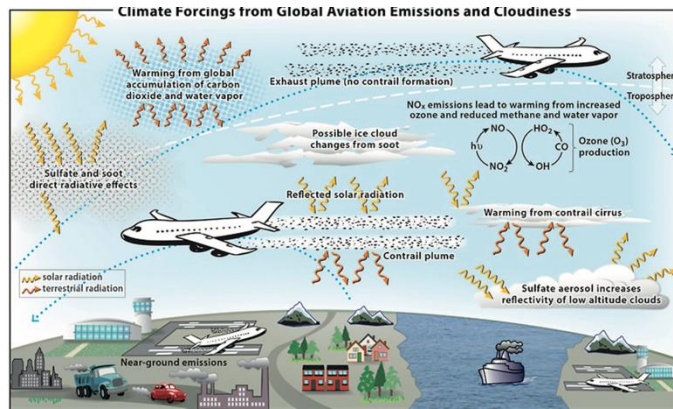 Climate Forcings from Global Aviation Emissions and Cloudiness
Warming from global
accumulation of carbon
dioxide and water vapor
Exhaust plume (no contrail formation)
Stratospher
Tropospher
NOx emissions lead to warming from increased
ozone and reduced methane and water vapor
NO
HO2
hυ
CO
NO2
OH
Ozone (O3)
production
Possible ice cloud
changes from soot
Sulfate and soot
direct radiative effects
Reflected solar radiation
Warming from contrail cirrus
Contrail plume
solar radiation
terrestrial radiation
Sulfate aerosol increases
reflectivity of low altitude clouds
Near-ground emissions